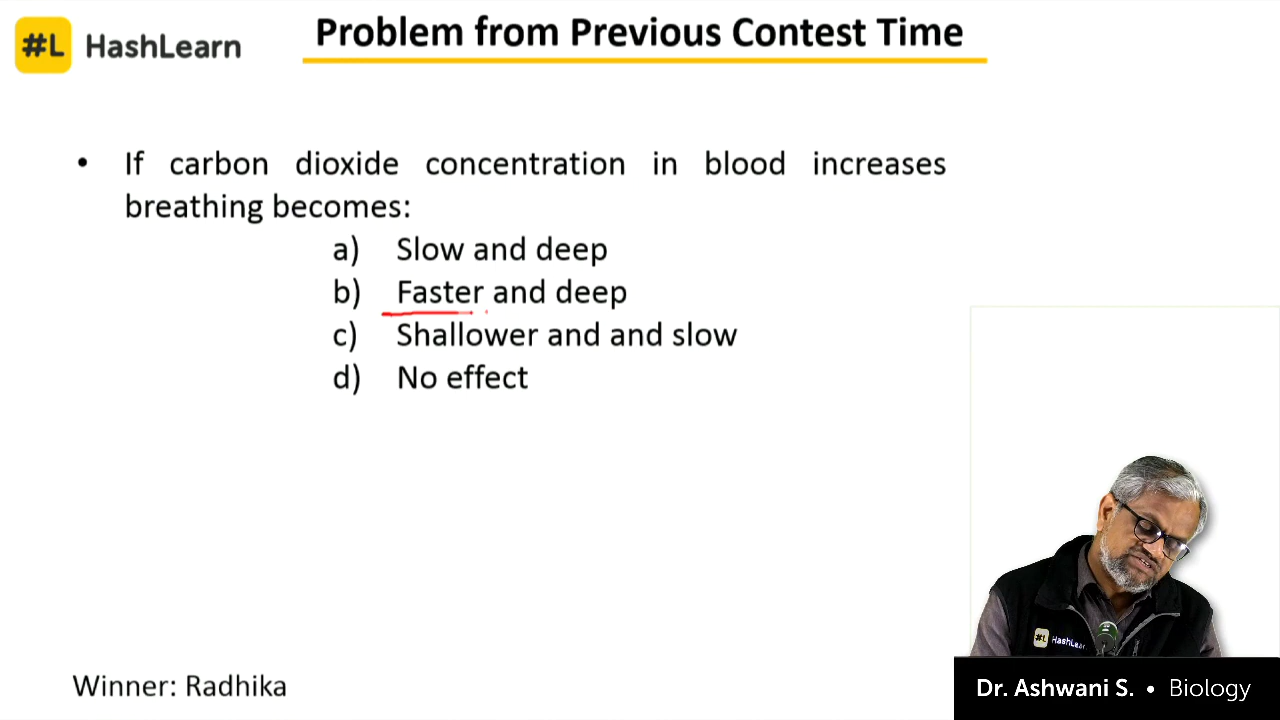 #L HashLearn
Problem from Previous Contest Time
• If carbon dioxide concentration in blood increases
breathing becomes:
a) Slow and deep
b) Faster and deep
c) Shallower and and slow
d) No effect
#L HashLearn
Winner: Radhika
Dr. Ashwani S. • Biology